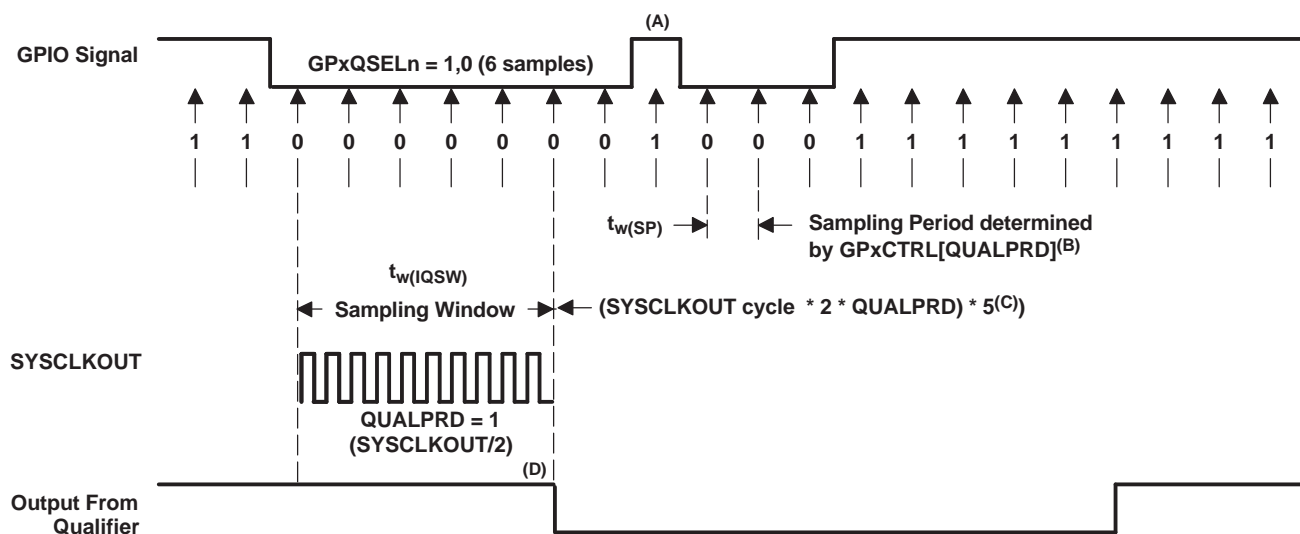 (A)
GPIO Signal
GPxQSELn = 1,0 (6 samples)
1 1 0 0 0 0 0 0 0 1 0 0 0 1 1 1 1 1 1 1 1 1
tw(SP)
Sampling Period determined
by GPxCTRL[QUALPRD](B)
tw(IQSW)
Sampling Window
(SYSCLKOUT cycle * 2 * QUALPRD) * 5(C))
SYSCLKOUT
QUALPRD = 1
(SYSCLKOUT/2)
(D)
Output From
Qualifier